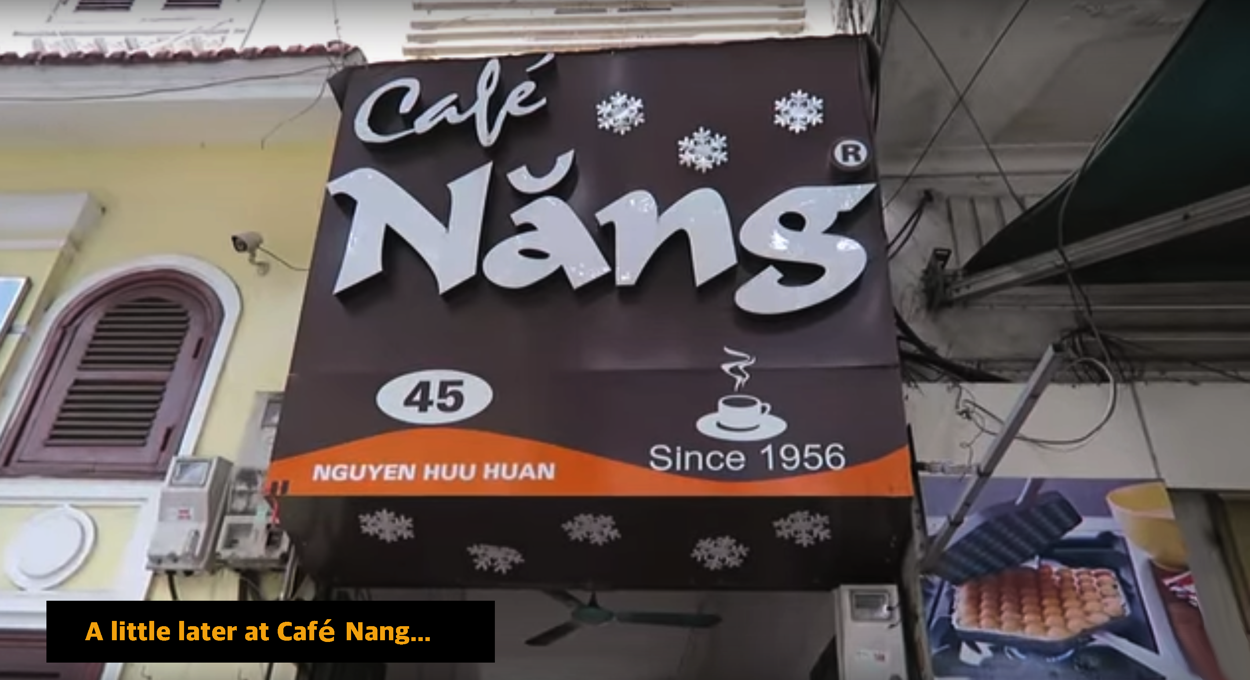 Café
Năng
®
45
Since 1956
NGUYEN HUU HUAN
A little later at Café Nang...